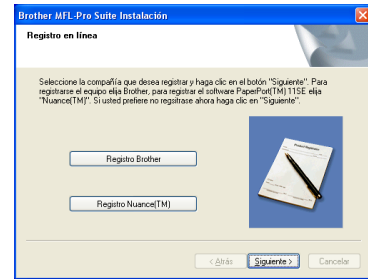 Brother MFL-Pro Suite Instalación
Registro en línea
Seleccione la compañía que desea registrar y haga clic en el botón "Siguiente". Para
registrarse el equipo elija Brother, para registrar el software PaperPort(TM) 11SE elija
"Nuance(TM)". Si usted prefiere no registrase ahora haga clic en "Siguiente".
Registro Brother
Registro Nuance(TM)
< Atrás
Siguiente >
Cancelar